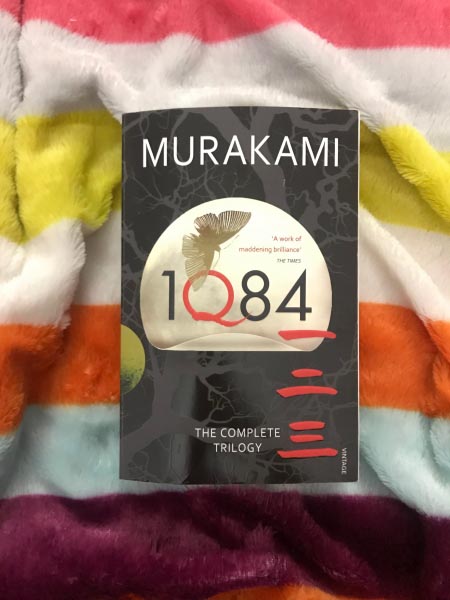 MURAKAMI
'A work of
maddening brilliance'
THE TIMES
1Q84
一
二
三
THE COMPLETE
TRILOGY
VINTAGE